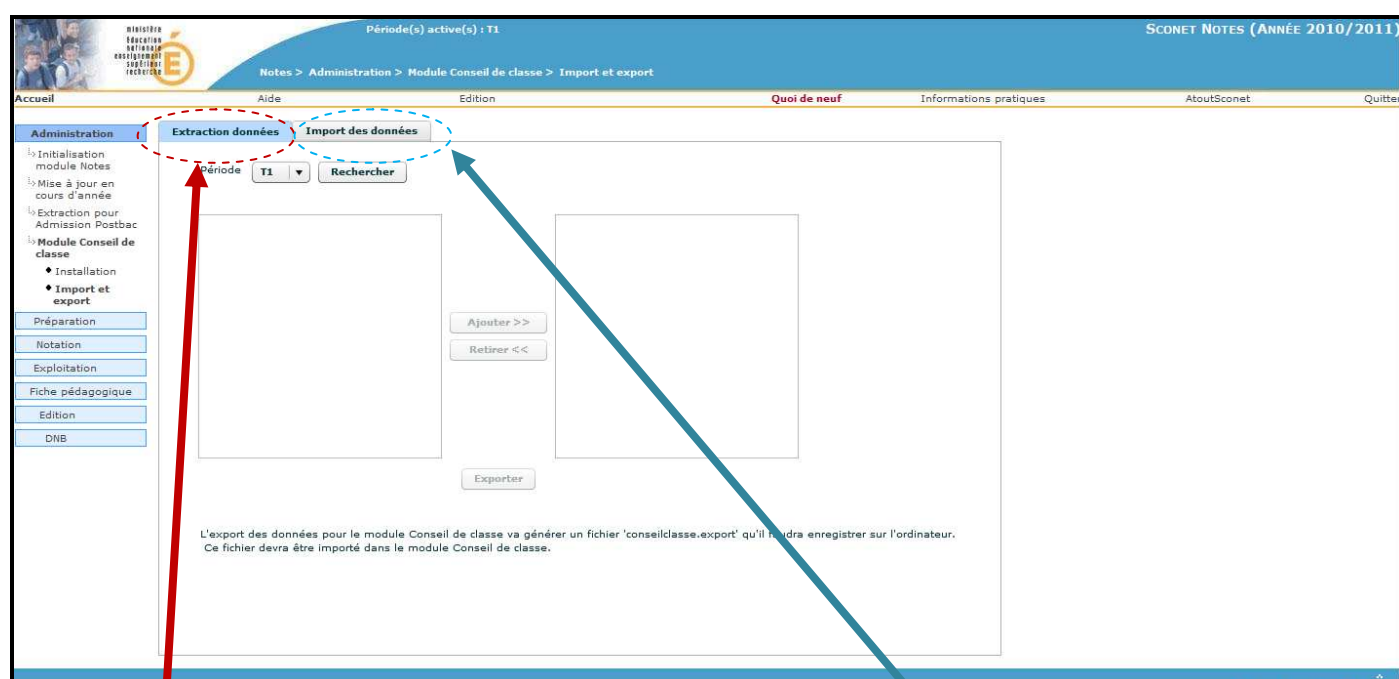 ministère
éducation
nationale
enseignement
supérieur
recherche
Période(s) active(s) : T1
SCONET NOTES (ANNÉE 2010/2011)
Notes > Administration > Module Conseil de classe > Import et export
Accueil
Aide
Edition
Quoi de neuf
Informations pratiques
AtoutSconet
Quitter
Administration
Initialisation
module Notes
Mise à jour en
cours d'année
Extraction pour
Admission Postbac
Module Conseil de
classe
Installation
Import et
export
Préparation
Notation
Exploitation
Fiche pédagogique
Edition
DNB
Extraction données
Import des données
Période
T1
Rechercher
Ajouter >>
Retirer <<
Exporter
L'export des données pour le module Conseil de classe va générer un fichier 'conseilclasse.export' qu'il faudra enregistrer sur l'ordinateur.
Ce fichier devra être importé dans le module Conseil de classe.